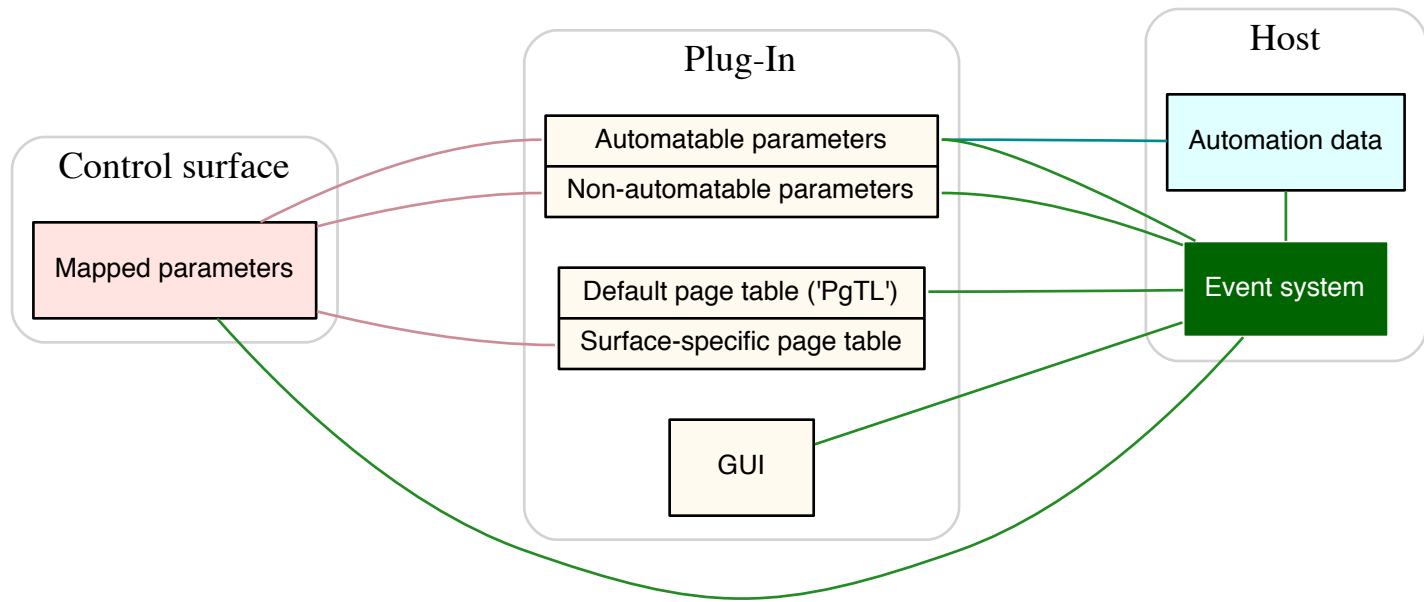 Control surface
Mapped parameters
Plug-In
Automatable parameters
Non-automatable parameters
Default page table ('PgTL')
Surface-specific page table
GUI
Host
Automation data
Event system